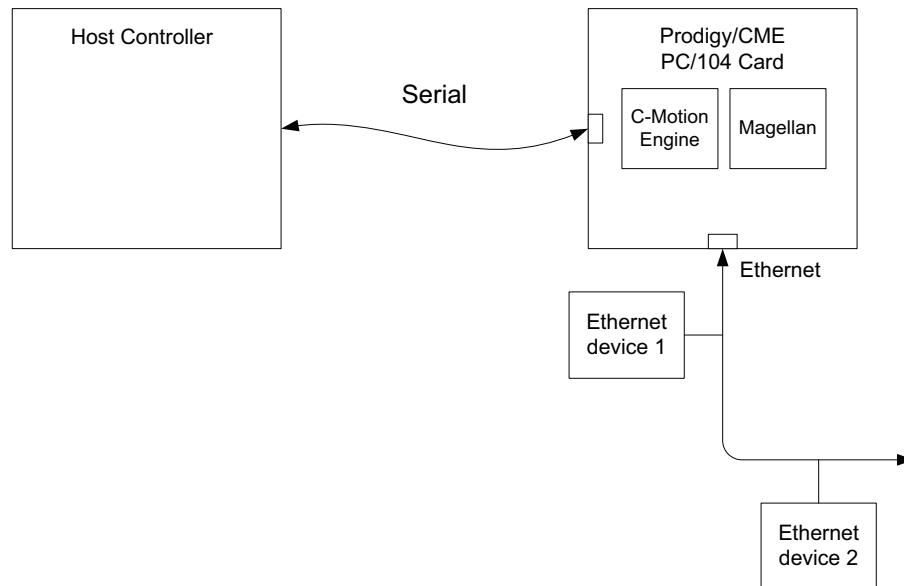 Host Controller
Serial
Prodigy/CME
PC/104 Card
C-Motion
Engine
Magellan
Ethernet
Ethernet
device 1
Ethernet
device 2